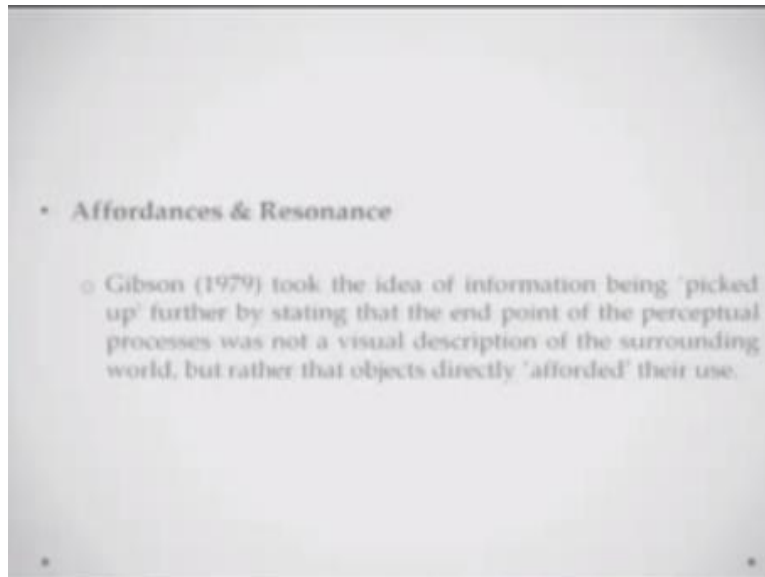 • Affordances & Resonance
o Gibson (1979) took the idea of information being 'picked
up' further by stating that the end point of the perceptual
processes was not a visual description of the surrounding
world, but rather that objects directly 'afforded' their use.